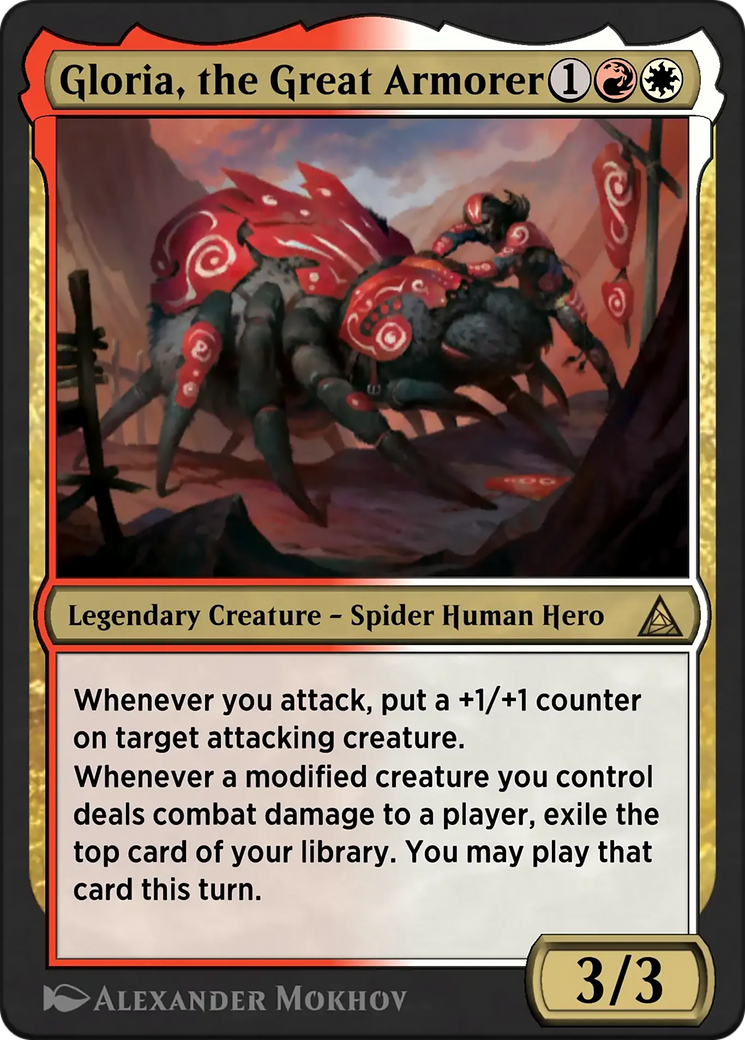 Gloria, the Great Armorer 1
Legendary Creature – Spider Human Hero
Whenever you attack, put a +1/+1 counter
on target attacking creature.
Whenever a modified creature you control
deals combat damage to a player, exile the
top card of your library. You may play that
card this turn.
3/3
Alexander Mokhov